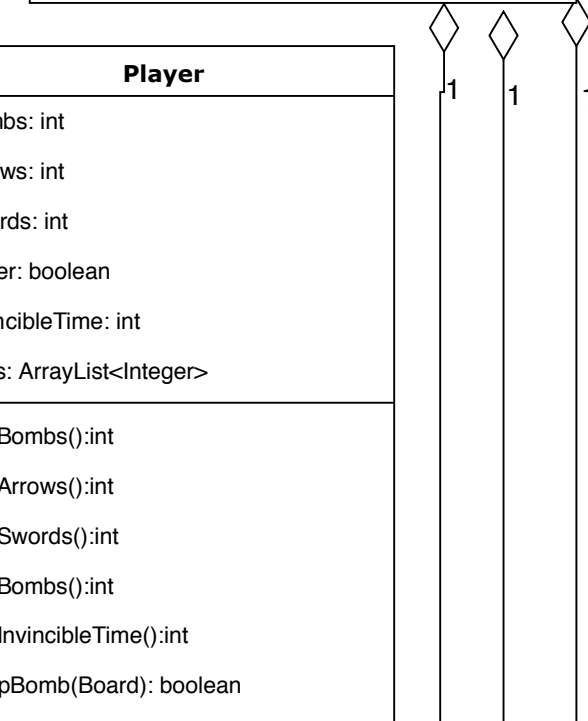 Player
1
1
bs: int
ws: int
rds: int
er: boolean
ncibleTime: int
s: ArrayList<Integer>
Bombs():int
Arrows():int
Swords():int
Bombs():int
InvincibleTime():int
pBomb(Board): boolean